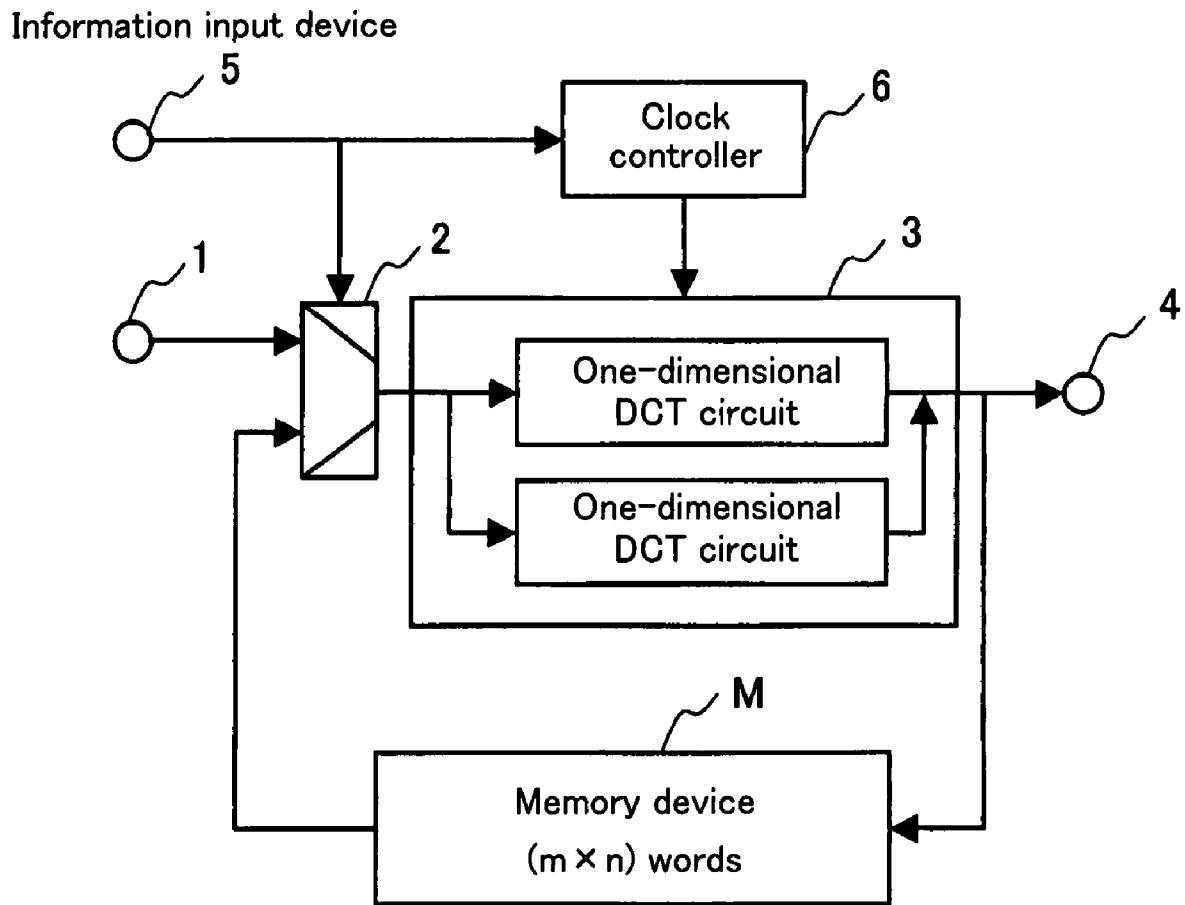 Information input device
5
6
Clock
controller
1
2
3
4
One-dimensional
DCT circuit
One-dimensional
DCT circuit
M
Memory device
(m×n) words